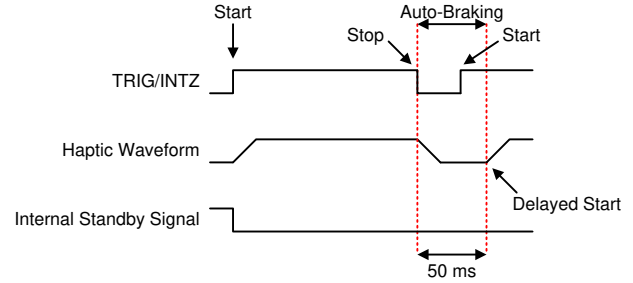 Start
Auto-Braking
Stop
Start
TRIG/INTZ
Haptic Waveform
Delayed Start
Internal Standby Signal
50 ms